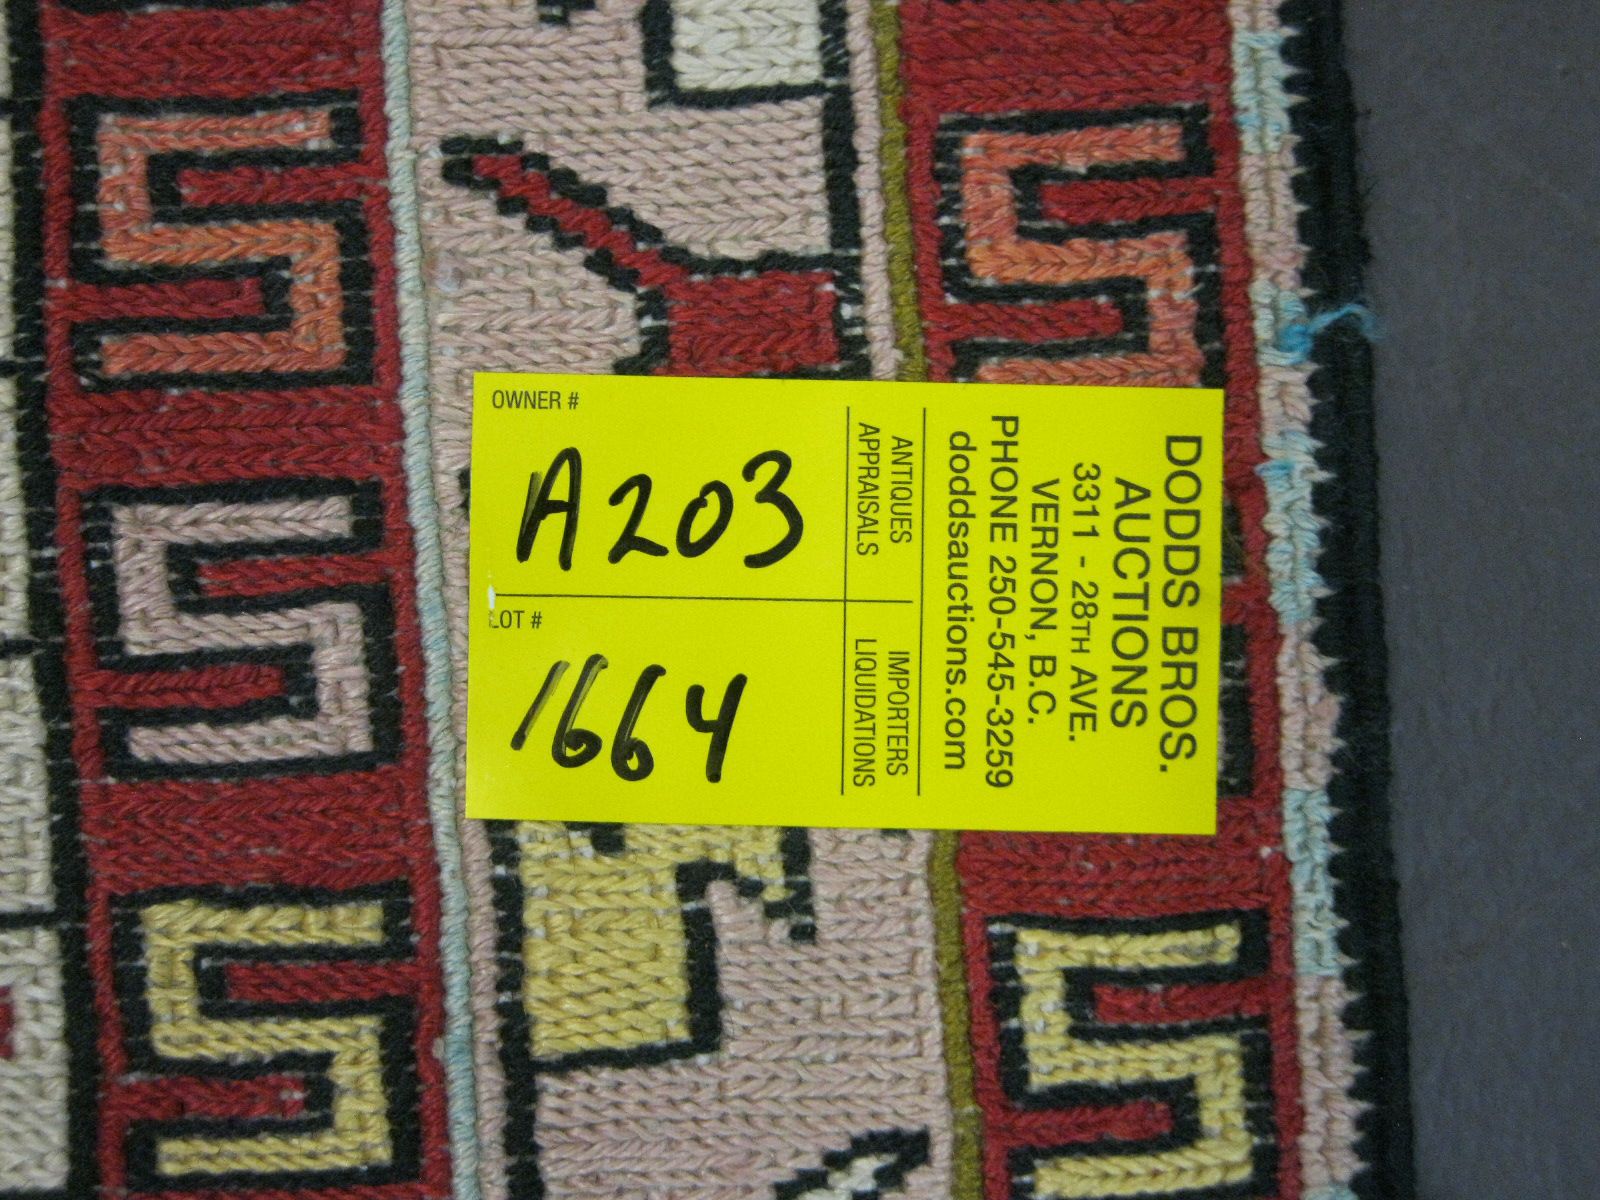 OWNER #
A203
LOT #
1664
ANTIQUES
APPRAISALS
IMPORTERS
LIQUIDATIONS
DODDS BROS.
AUCTIONS
3311 - 28TH AVE.
VERNON, B.C.
PHONE 250-545-3259
doddsauctions.com